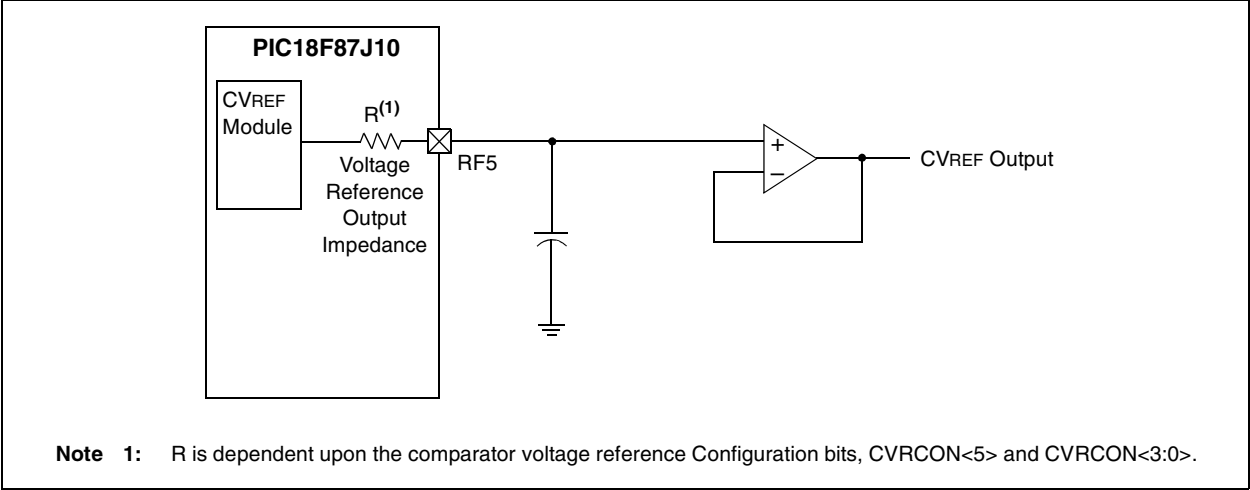 PIC18F87J10
CVREF
Module
R(1)
Voltage
Reference
Output
Impedance
RF5
+
–
CVREF Output
Note 1: R is dependent upon the comparator voltage reference Configuration bits, CVRCON<5> and CVRCON<3:0>.